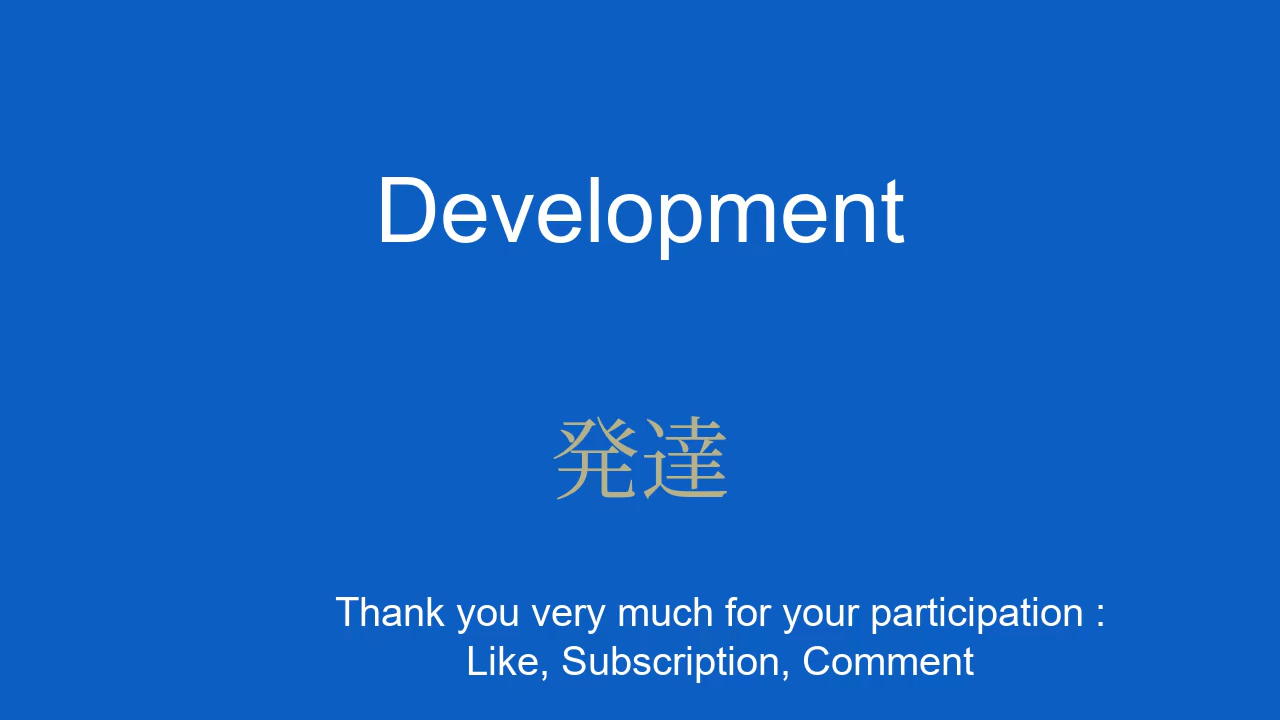 Development
発達
Thank you very much for your participation :
Like, Subscription, Comment